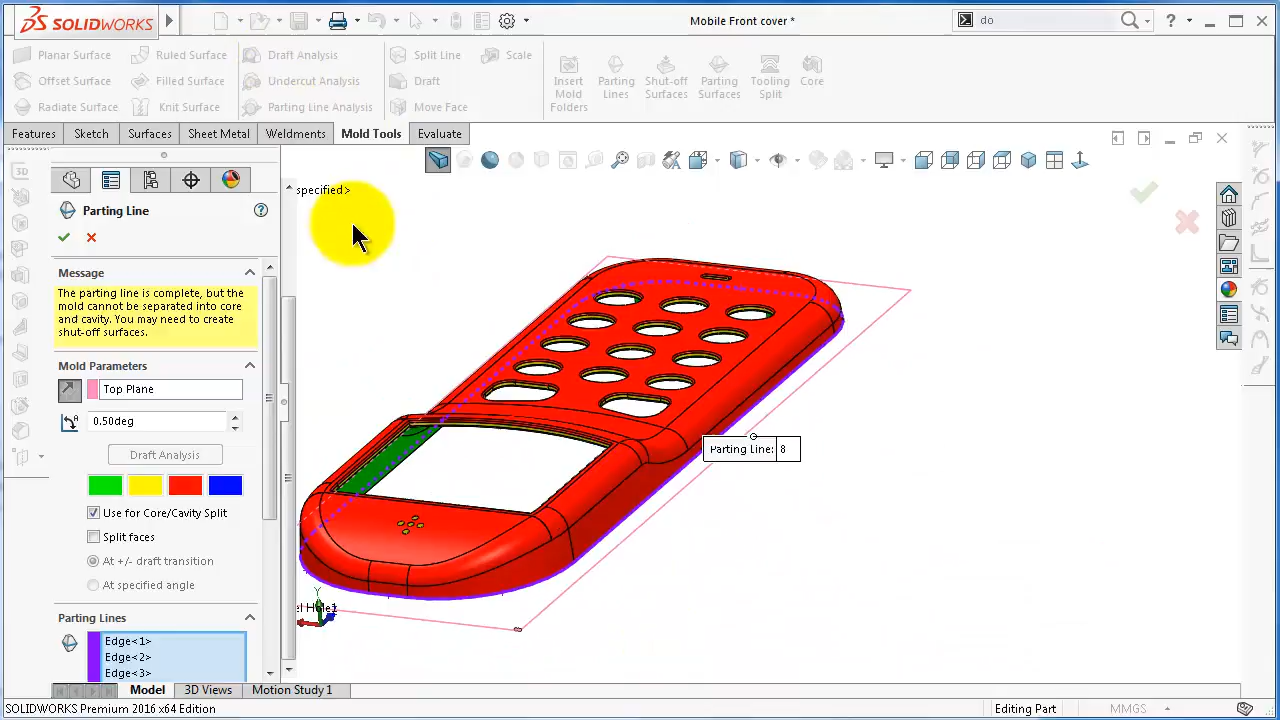 SOLIDWORKS
Mobile Front cover *
do
?
Planar Surface
Ruled Surface
Draft Analysis
Split Line
Scale
Offset Surface
Filled Surface
Undercut Analysis
Draft
Radiate Surface
Knit Surface
Parting Line Analysis
Move Face
Insert
Mold
Folders
Parting
Lines
Shut-off
Surfaces
Parting
Surfaces
Tooling
Split
Core
Features
Sketch
Surfaces
Sheet Metal
Weldments
Mold Tools
Evaluate
specified>
Parting Line
Message
The parting line is complete, but the
mold cannot be separated into core
and cavity. You may need to create
shut-off surfaces.
Mold Parameters
Top Plane
0.50deg
Draft Analysis
Use for Core/Cavity Split
Split faces
At +/- draft transition
At specified angle
Parting Lines
Edge<1>
Edge<2>
Edge<3>
Parting Line: 8
Y
Model
3D Views
Motion Study 1
SOLIDWORKS Premium 2016 x64 Edition
Editing Part
MMGS